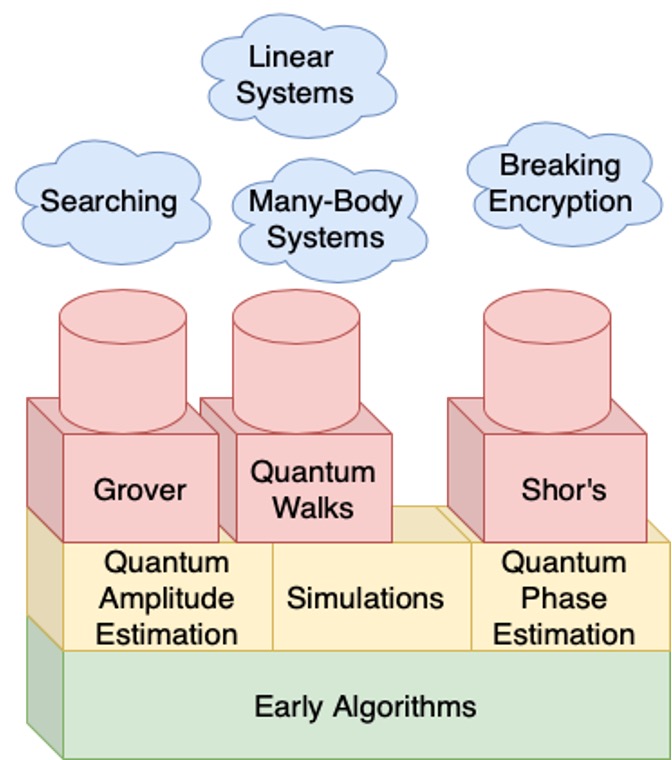 Linear
Systems
Searching
Many-Body
Systems
Breaking
Encryption
Grover
Quantum
Walks
Shor's
Quantum
Amplitude
Estimation
Simulations
Quantum
Phase
Estimation
Early Algorithms